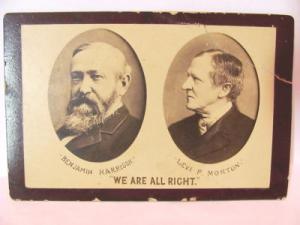 BENJAMIN HARRISON.
LEVI P. MORTON.
"WE ARE ALL RIGHT."